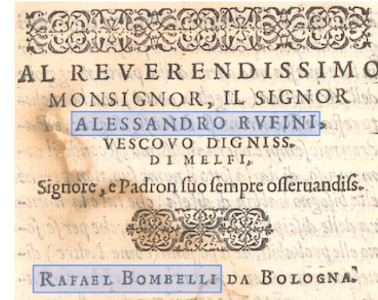 AL REVERENDISSIMO
MONSIGNOR, IL SIGNOR
ALESSANDRO RVFINI,
VESCOVO DIGNISS.
DI MELFI,
Signore, e Padron suo sempre osseruandiss.
RAFAEL BOMBELLI DA BOLOGNA.